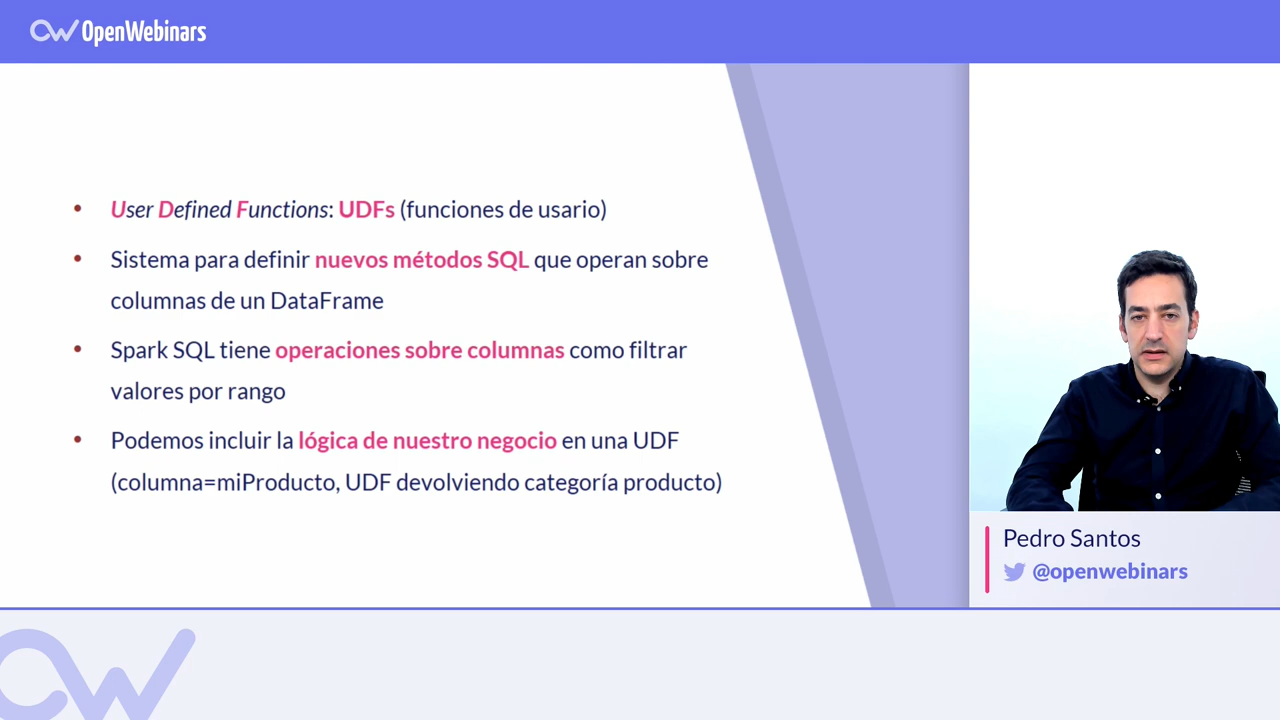 OpenWebinars
• User Defined Functions: UDFs (funciones de usario)
• Sistema para definir nuevos métodos SQL que operan sobre
columnas de un DataFrame
• Spark SQL tiene operaciones sobre columnas como filtrar
valores por rango
• Podemos incluir la lógica de nuestro negocio en una UDF
(columna=miProducto, UDF devolviendo categoría producto)
Pedro Santos
@openwebinars